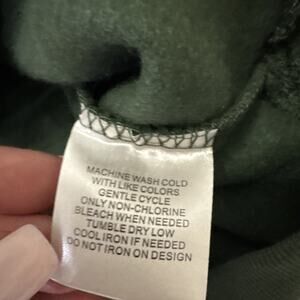 MACHINE WASH COLD
WITH LIKE COLORS
GENTLE CYCLE
ONLY NON-CHLORINE
BLEACH WHEN NEEDED
TUMBLE DRY LOW
COOL IRON IF NEEDED
DO NOT IRON ON DESIGN